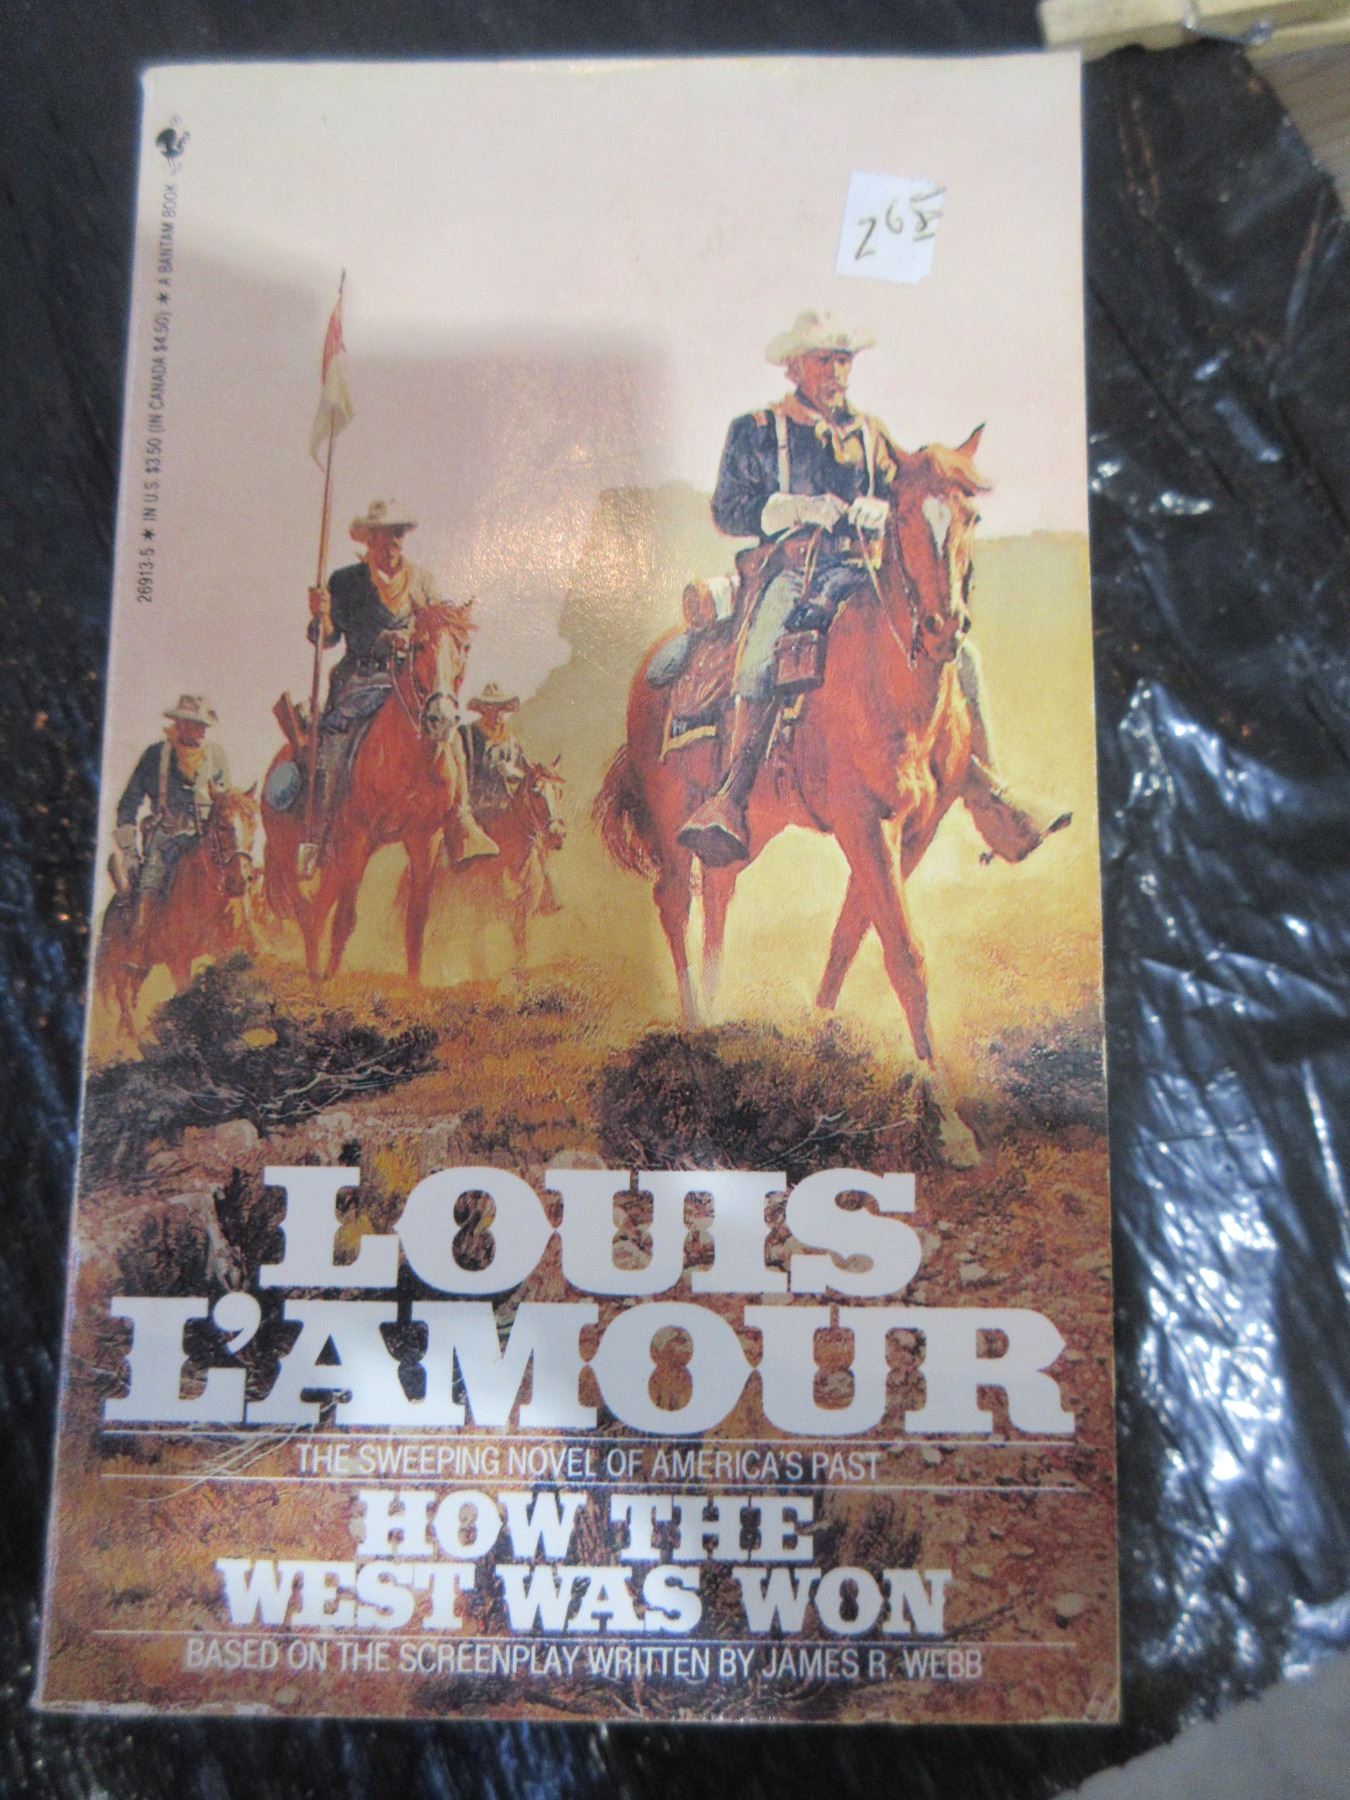 26913-5 ★ IN U.S. $3.50 (IN CANADA $4.50) ★ A BANTAM BOOK
LOUIS
L'AMOUR
THE SWEEPING NOVEL OF AMERICA'S PAST
HOW THE
WEST WAS WON
BASED ON THE SCREENPLAY WRITTEN BY JAMES R. WEBB